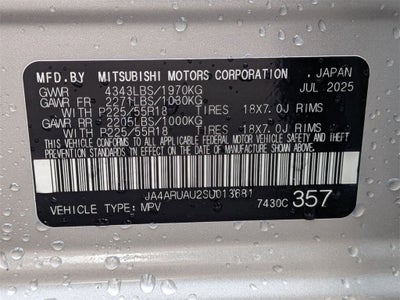 MFD.BY MITSUBISHI MOTORS CORPORATION , JAPAN
GVWR 4343LBS/1970KG JUL 2025
GAWR FR 2271LBS/1030KG
WITH P225/55R18 TIRES 18X7.0J RIMS
GAWR RR 2205LBS/1000KG
WITH P225/55R18 TIRES 18X7.0J RIMS
THIS VEHICLE CONFORMS TO ALL APPLICABLE
FEDERAL MOTOR VEHICLE SAFETY AND THEFT
PREVENTION STANDARDS IN EFFECT ON THE DATE
OF MANUFACTURE SHOWN ABOVE.
JA4ARUAU2SU013681
VEHICLE TYPE: MPV 7430C 357